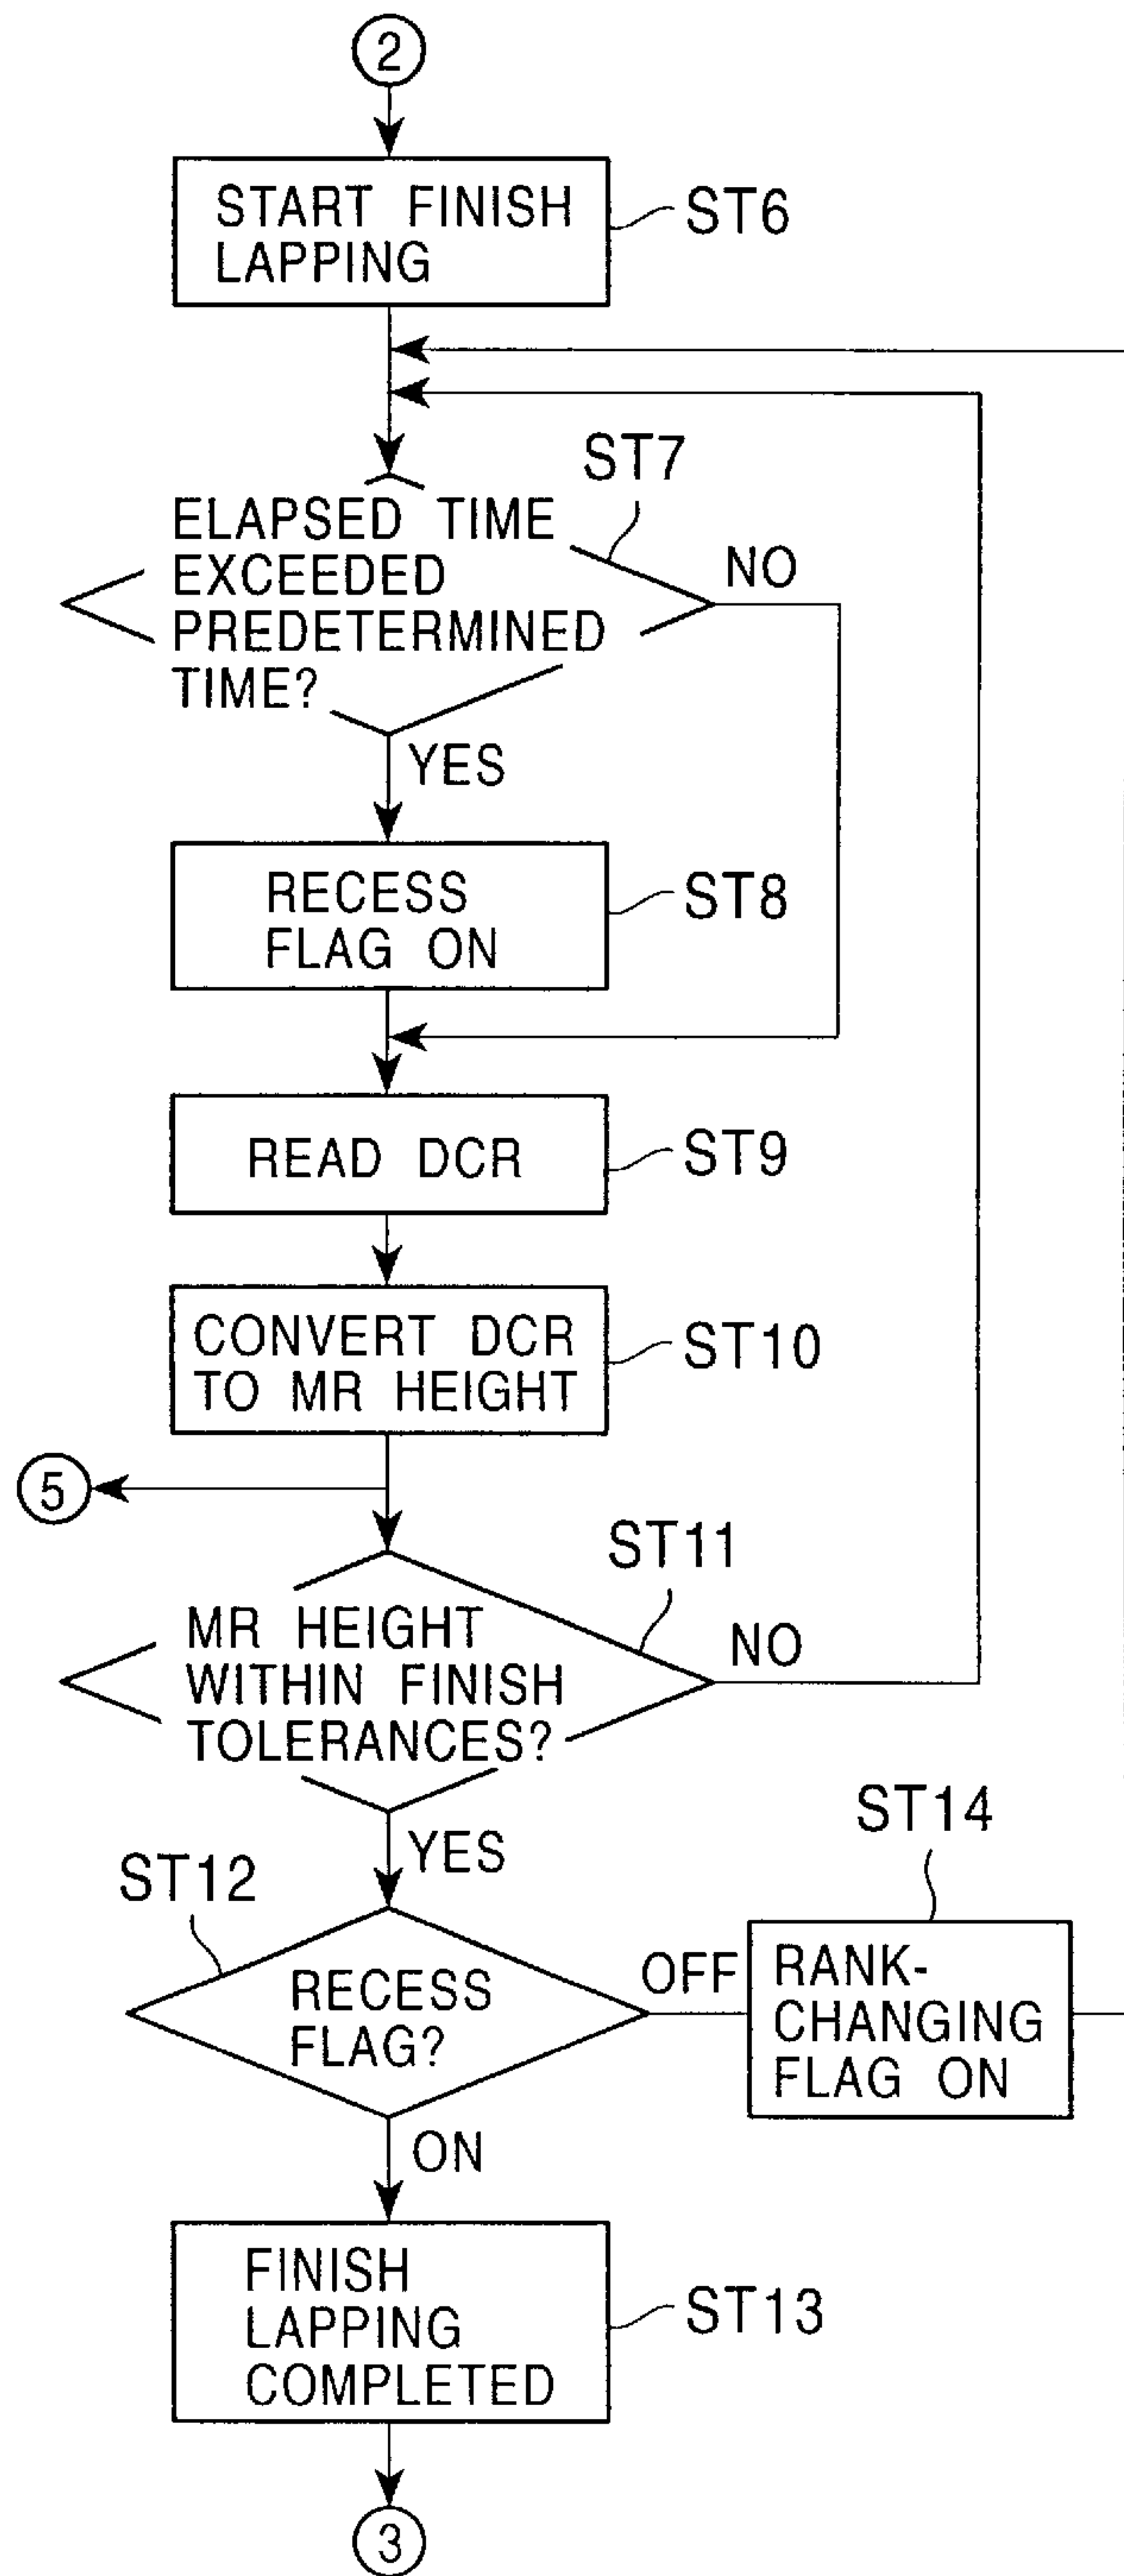 2
START FINISH
LAPPING
ST6
ST7
ELAPSED TIME
EXCEEDED
PREDETERMINED
TIME?
NO
YES
RECESS
FLAG ON
ST8
READ DCR
ST9
CONVERT DCR
TO MR HEIGHT
ST10
5
ST11
MR HEIGHT
WITHIN FINISH
TOLERANCES?
NO
YES
ST14
ST12
RECESS
FLAG?
OFF
RANK-
CHANGING
FLAG ON
ON
FINISH
LAPPING
COMPLETED
ST13
3